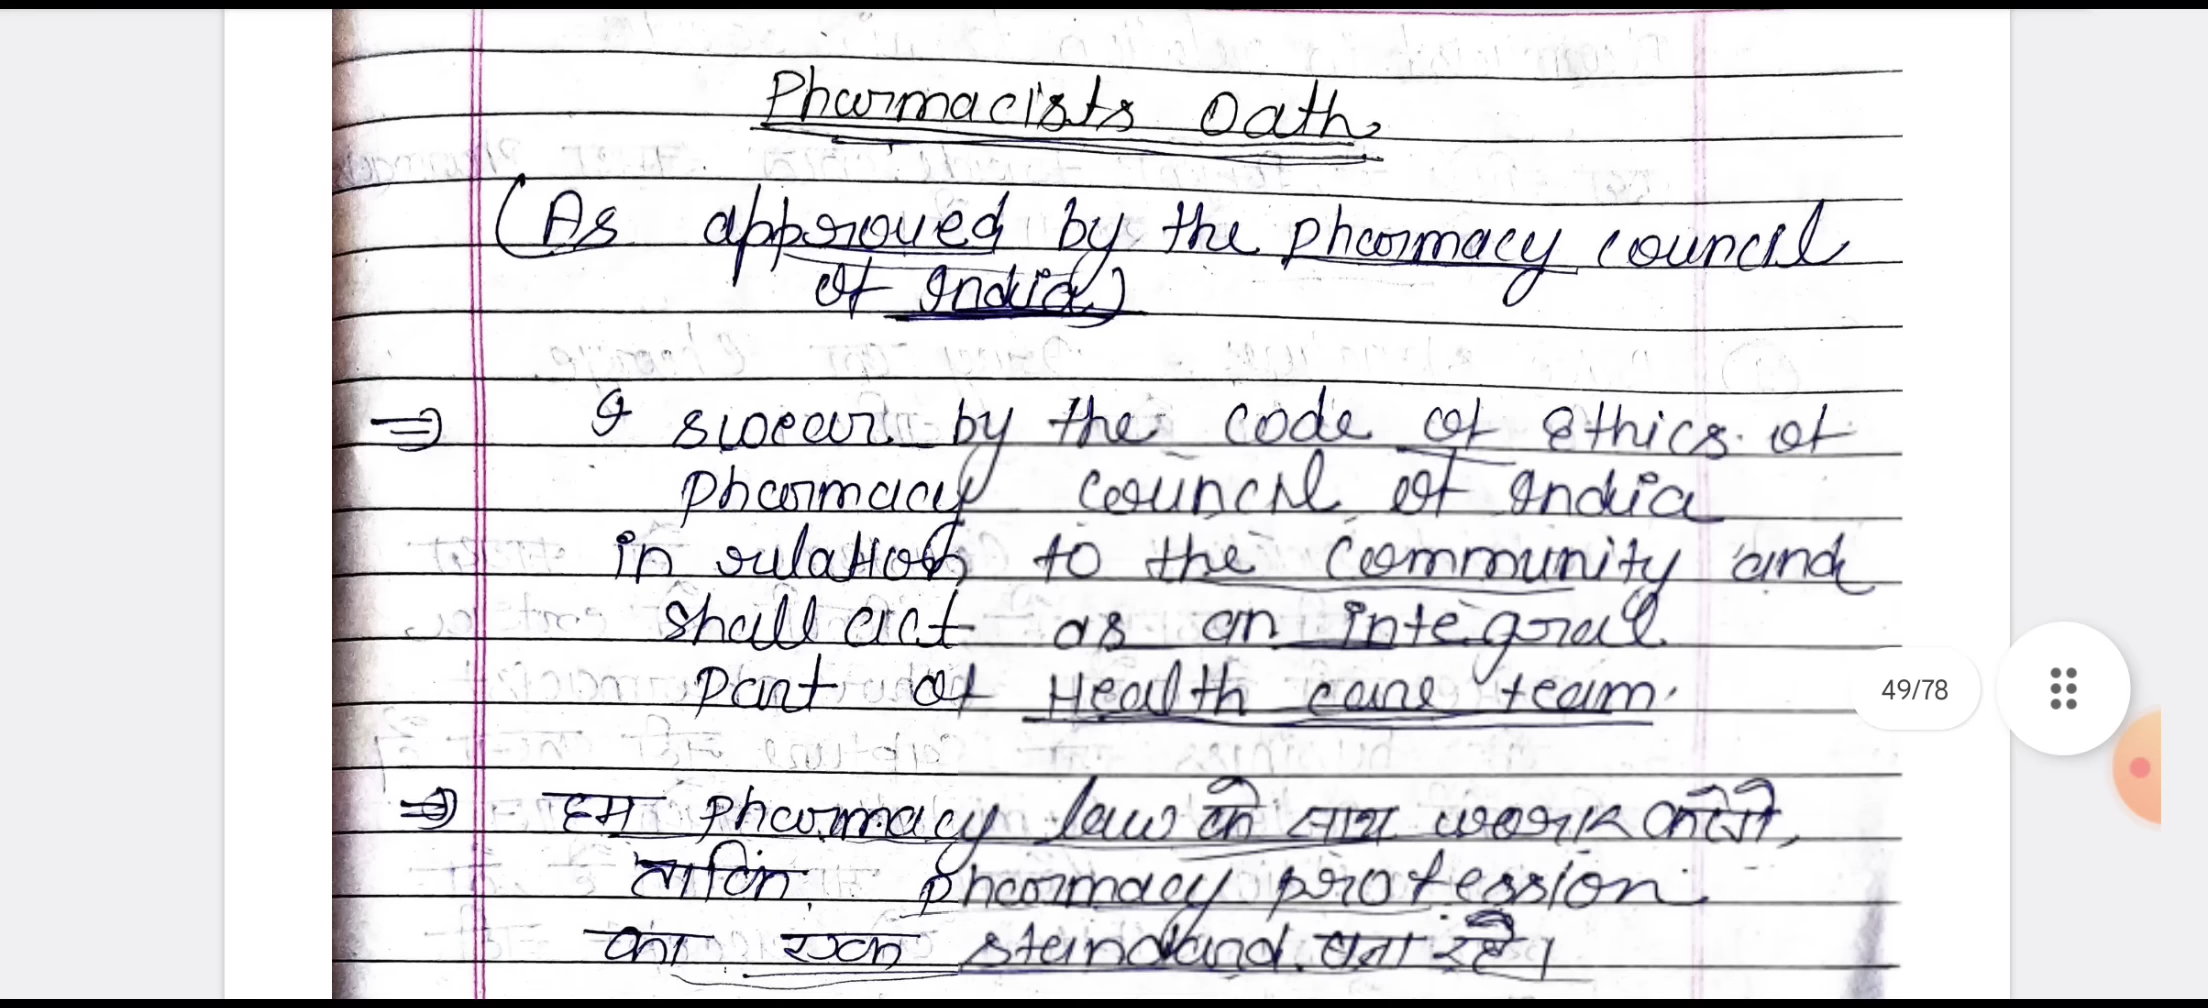 Pharmacists Oath
(As approved by the pharmacy council
of India)
⇒ I swear by the code of Ethics of
Pharmacy council of India
in relation to the Community and
shall act as an integral
part of Health care team.
⇒ हम pharmacy law के साथ work करेंगे,
ताकि pharmacy profession
का एक standard बना रहे।
49/78